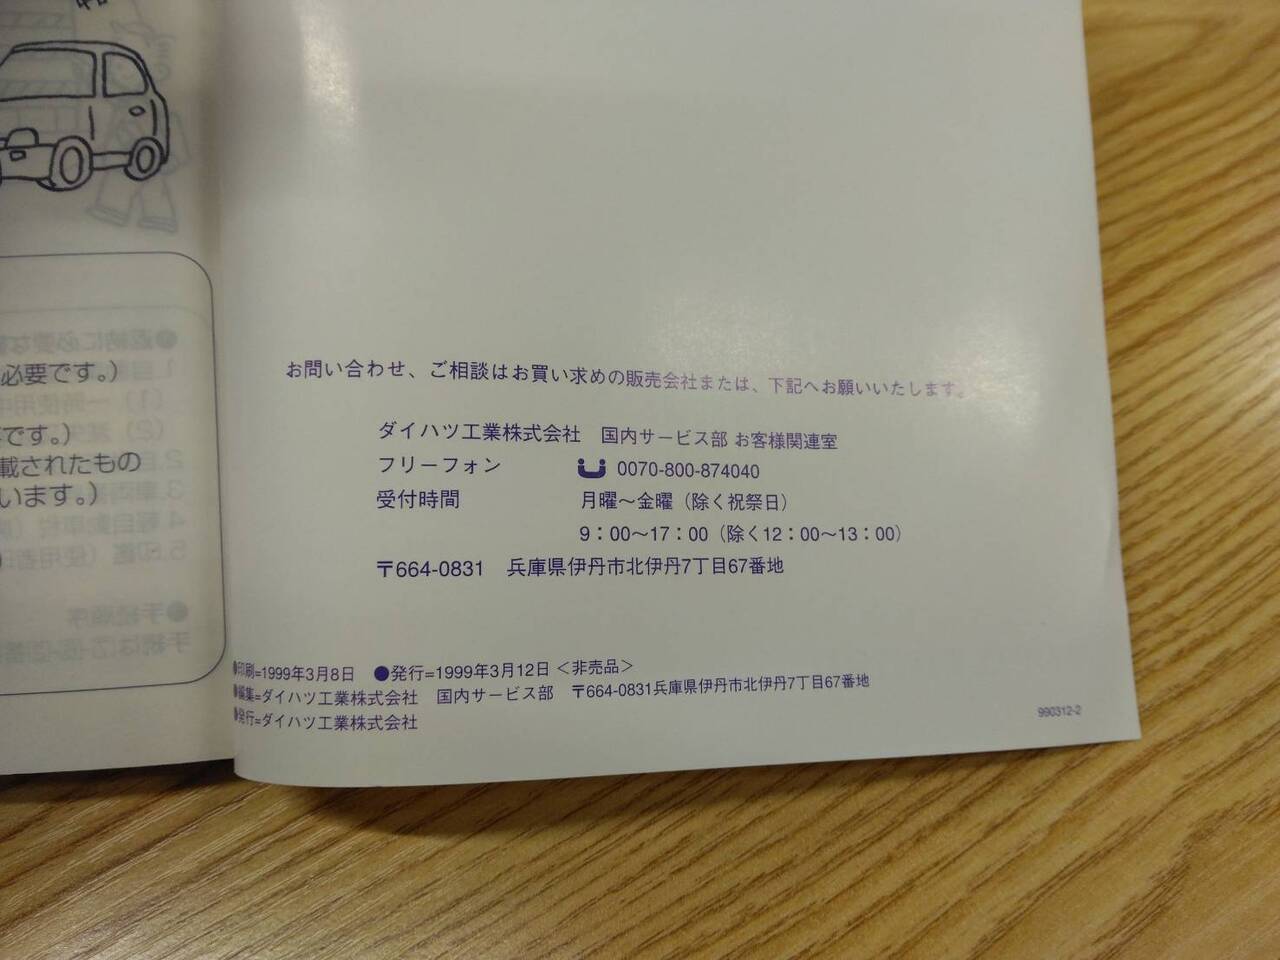 必要です。)
です。)
載されたもの
います。)
お問い合わせ、ご相談はお買い求めの販売会社または、下記へお願いいたします。
ダイハツ工業株式会社 国内サービス部 お客様関連室
フリーフォン 0070-800-874040
受付時間 月曜〜金曜（除く祝祭日）
9：00〜17：00（除く12：00〜13：00）
〒664-0831 兵庫県伊丹市北伊丹7丁目67番地
●印刷=1999年3月8日 ●発行=1999年3月12日＜非売品＞
●編集=ダイハツ工業株式会社 国内サービス部 〒664-0831兵庫県伊丹市北伊丹7丁目67番地
●発行=ダイハツ工業株式会社
990312-2